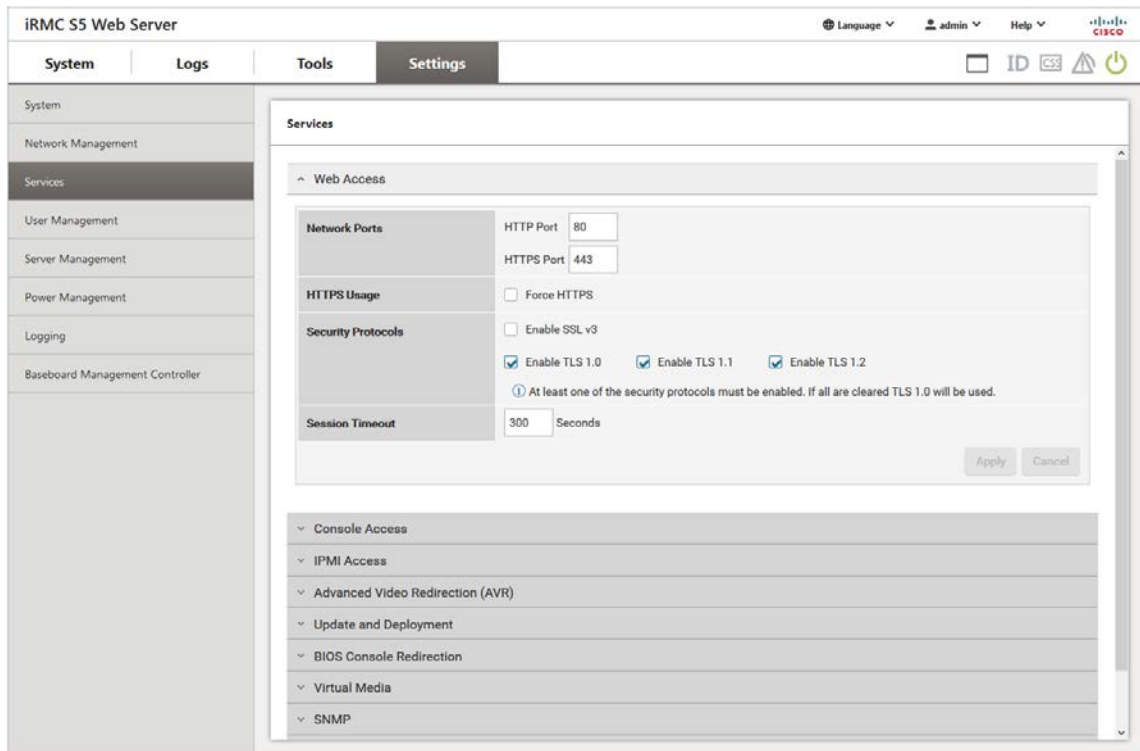 iRMC S5 Web Server
Language admin Help
CISCO
System Logs Tools Settings
ID CSS
System
Network Management
Services
User Management
Server Management
Power Management
Logging
Baseboard Management Controller
Services
Web Access
Network Ports HTTP Port 80
HTTPS Port 443
HTTPS Usage Force HTTPS
Security Protocols Enable SSL v3
Enable TLS 1.0 Enable TLS 1.1 Enable TLS 1.2
At least one of the security protocols must be enabled. If all are cleared TLS 1.0 will be used.
Session Timeout 300 Seconds
Apply Cancel
Console Access
IPMI Access
Advanced Video Redirection (AVR)
Update and Deployment
BIOS Console Redirection
Virtual Media
SNMP